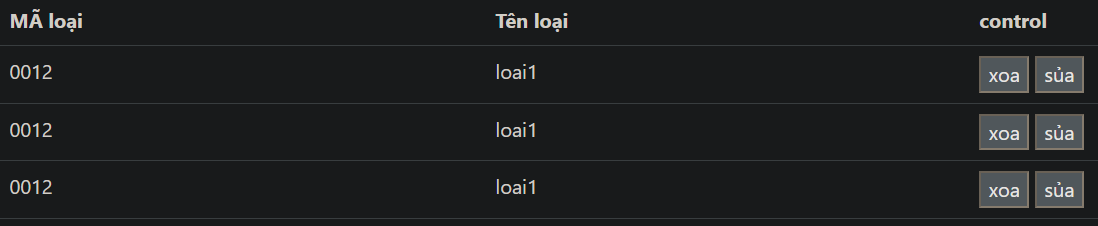 MÃ loại Tên loại control
0012 loai1 xoa sủa
0012 loai1 xoa sủa
0012 loai1 xoa sủa